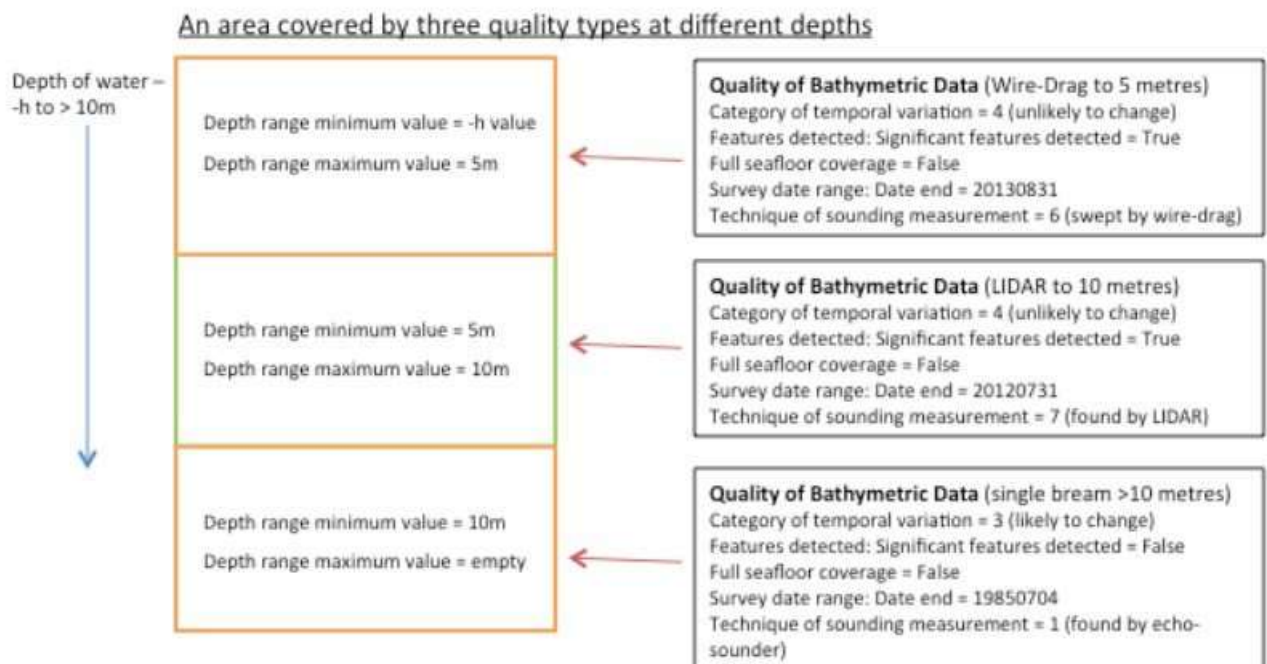 An area covered by three quality types at different depths
Depth of water –
-h to > 10m
Depth range minimum value = -h value
Depth range maximum value = 5m
Quality of Bathymetric Data (Wire-Drag to 5 metres)
Category of temporal variation = 4 (unlikely to change)
Features detected: Significant features detected = True
Full seafloor coverage = False
Survey date range: Date end = 20130831
Technique of sounding measurement = 6 (swept by wire-drag)
Depth range minimum value = 5m
Depth range maximum value = 10m
Quality of Bathymetric Data (LIDAR to 10 metres)
Category of temporal variation = 4 (unlikely to change)
Features detected: Significant features detected = True
Full seafloor coverage = False
Survey date range: Date end = 20120731
Technique of sounding measurement = 7 (found by LIDAR)
Depth range minimum value = 10m
Depth range maximum value = empty
Quality of Bathymetric Data (single bream >10 metres)
Category of temporal variation = 3 (likely to change)
Features detected: Significant features detected = False
Full seafloor coverage = False
Survey date range: Date end = 19850704
Technique of sounding measurement = 1 (found by echo-
sounder)